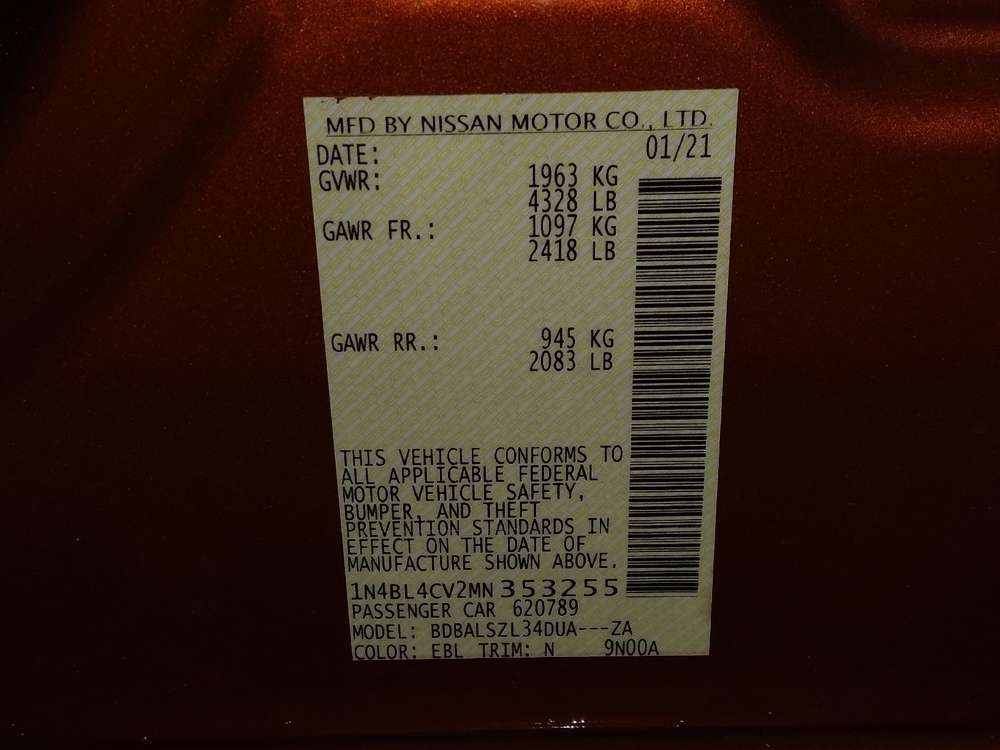 MFD BY NISSAN MOTOR CO., LTD.
DATE: 01/21
GVWR: 1963 KG
4328 LB
GAWR FR.: 1097 KG
2418 LB
GAWR RR.: 945 KG
2083 LB
THIS VEHICLE CONFORMS TO
ALL APPLICABLE FEDERAL
MOTOR VEHICLE SAFETY,
BUMPER, AND THEFT
PREVENTION STANDARDS IN
EFFECT ON THE DATE OF
MANUFACTURE SHOWN ABOVE.
1N4BL4CV2MN353255
PASSENGER CAR 620789
MODEL: BDBALSZL34DUA---ZA
COLOR: EBL TRIM: N 9N00A